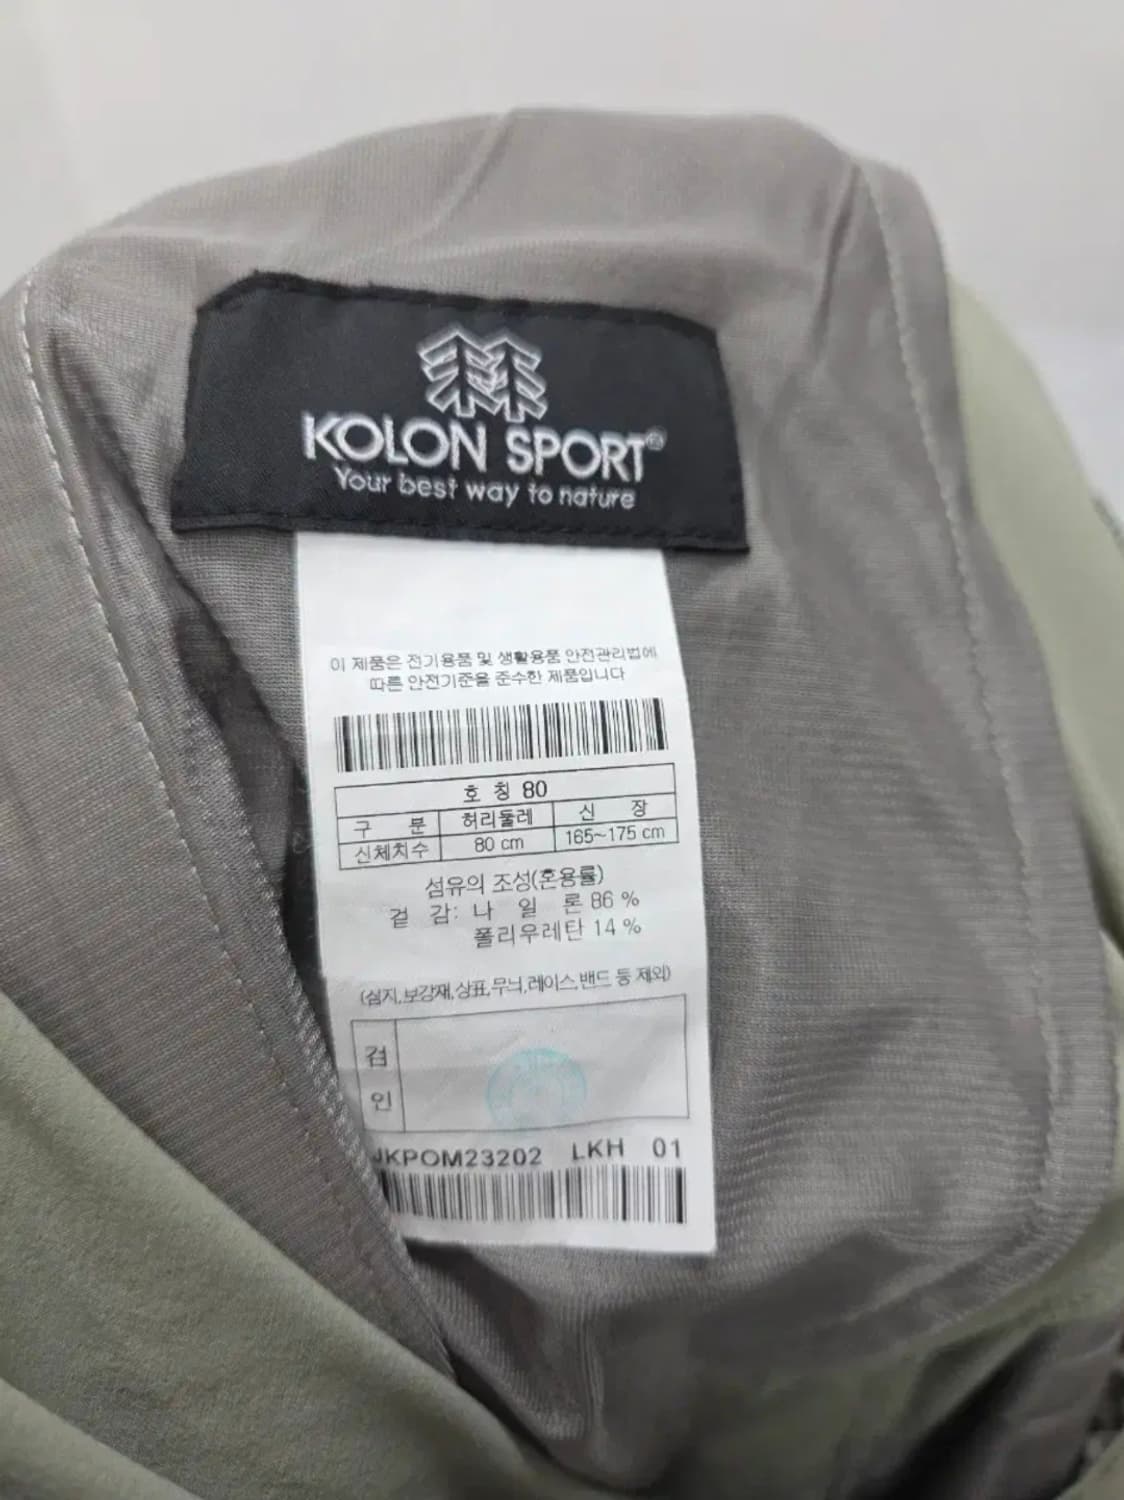 KOLON SPORT®
Your best way to nature
이 제품은 전기용품 및 생활용품 안전관리법에
따른 안전기준을 준수한 제품입니다
호 칭 80
구 분 허리둘레 신 장
신체치수 80 cm 165~175 cm
섬유의 조성(혼용률)
겉 감: 나 일 론 86 %
폴리우레탄 14 %
(심지,보강재,상표,무늬,레이스,밴드 등 제외)
검
인
JKPOM23202 LKH 01